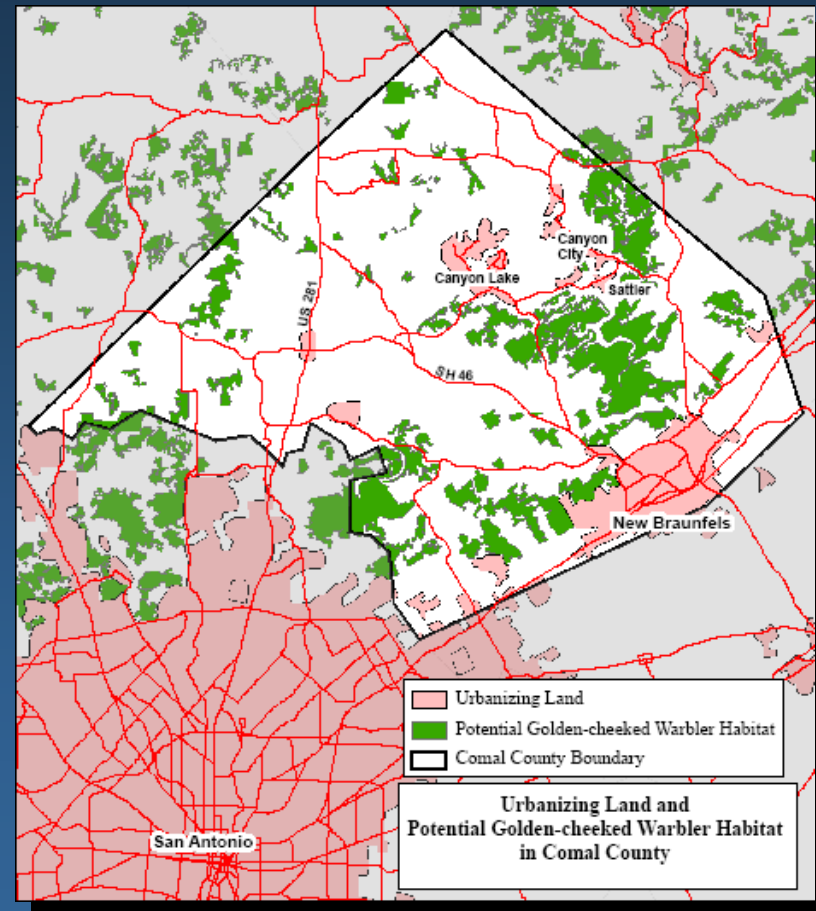 Canyon
City
Canyon Lake
Sattler
US 281
SH 46
New Braunfels
Urbanizing Land
Potential Golden-cheeked Warbler Habitat
Comal County Boundary
Urbanizing Land and
Potential Golden-cheeked Warbler Habitat
in Comal County
San Antonio